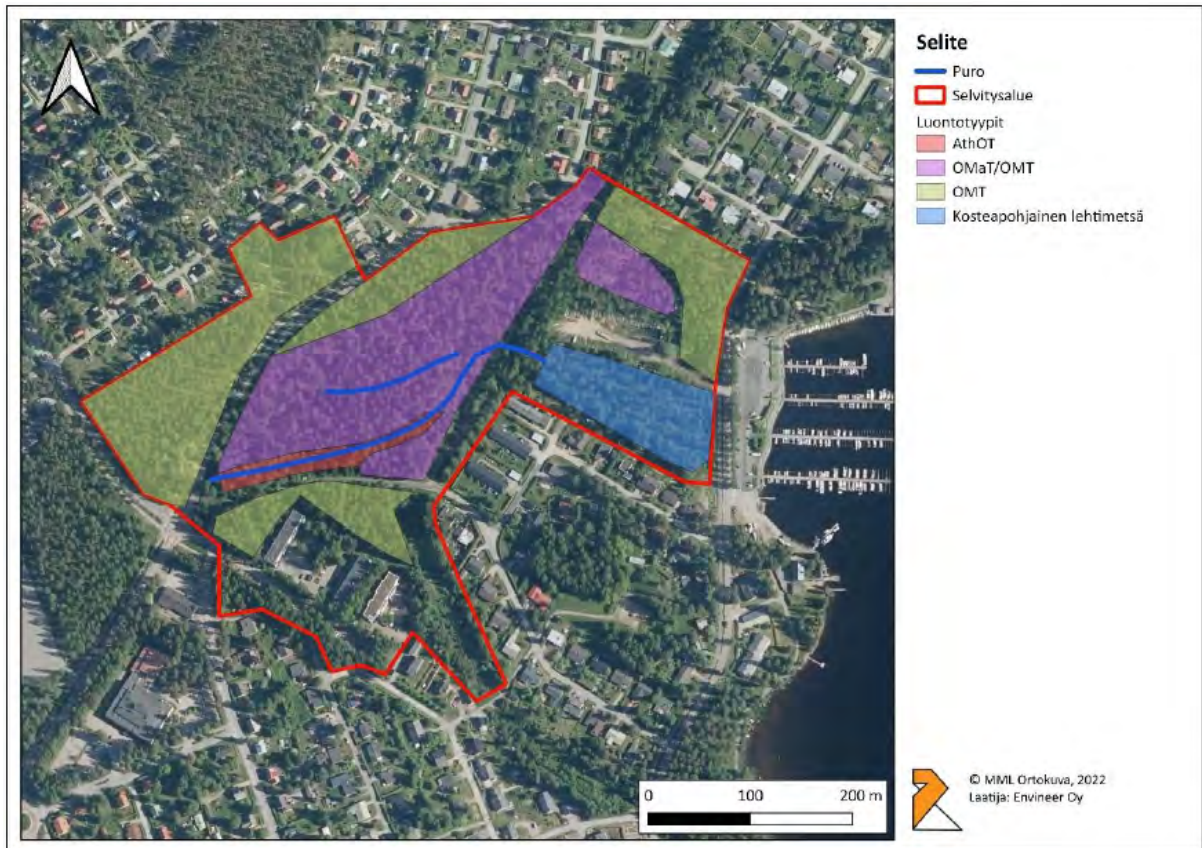 Selite
Puro
Selvitysalue
Luontotyypit
AthOT
OMaT/OMT
OMT
Kosteapohjainen lehtimetsä
0 100 200 m
© MML Ortokuva, 2022
Laatija: Envineer Oy